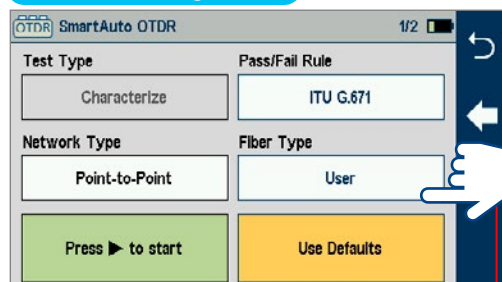 OTDR SmartAuto OTDR 1/2
Test Type Pass/Fail Rule
Characterize ITU G.671
Network Type Fiber Type
Point-to-Point User
Press ▶ to start Use Defaults